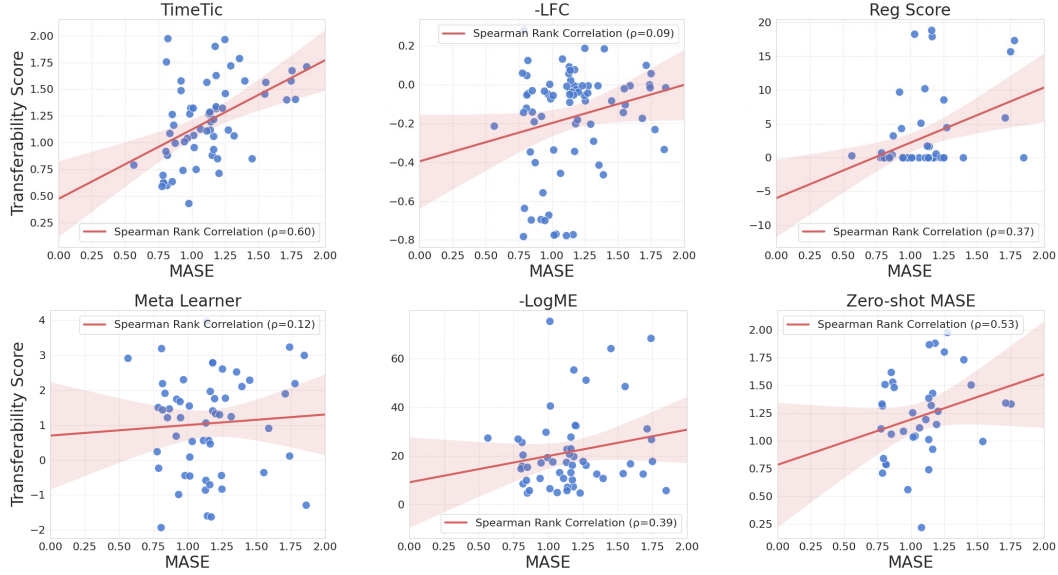 TimeTic
Transferability Score
2.00
1.75
1.50
1.25
1.00
0.75
0.50
0.25
Spearman Rank Correlation (ρ=0.60)
0.00 0.25 0.50 0.75 1.00 1.25 1.50 1.75 2.00
MASE
-LFC
Spearman Rank Correlation (ρ=0.09)
0.2
0.0
−0.2
−0.4
−0.6
−0.8
0.00 0.25 0.50 0.75 1.00 1.25 1.50 1.75 2.00
MASE
Reg Score
20
15
10
5
0
−5
−10
Spearman Rank Correlation (ρ=0.37)
0.00 0.25 0.50 0.75 1.00 1.25 1.50 1.75 2.00
MASE
Meta Learner
Transferability Score
Spearman Rank Correlation (ρ=0.12)
4
3
2
1
0
−1
−2
0.00 0.25 0.50 0.75 1.00 1.25 1.50 1.75 2.00
MASE
-LogME
60
40
20
0
Spearman Rank Correlation (ρ=0.39)
0.00 0.25 0.50 0.75 1.00 1.25 1.50 1.75 2.00
MASE
Zero-shot MASE
Spearman Rank Correlation (ρ=0.53)
2.00
1.75
1.50
1.25
1.00
0.75
0.50
0.25
0.00 0.25 0.50 0.75 1.00 1.25 1.50 1.75 2.00
MASE